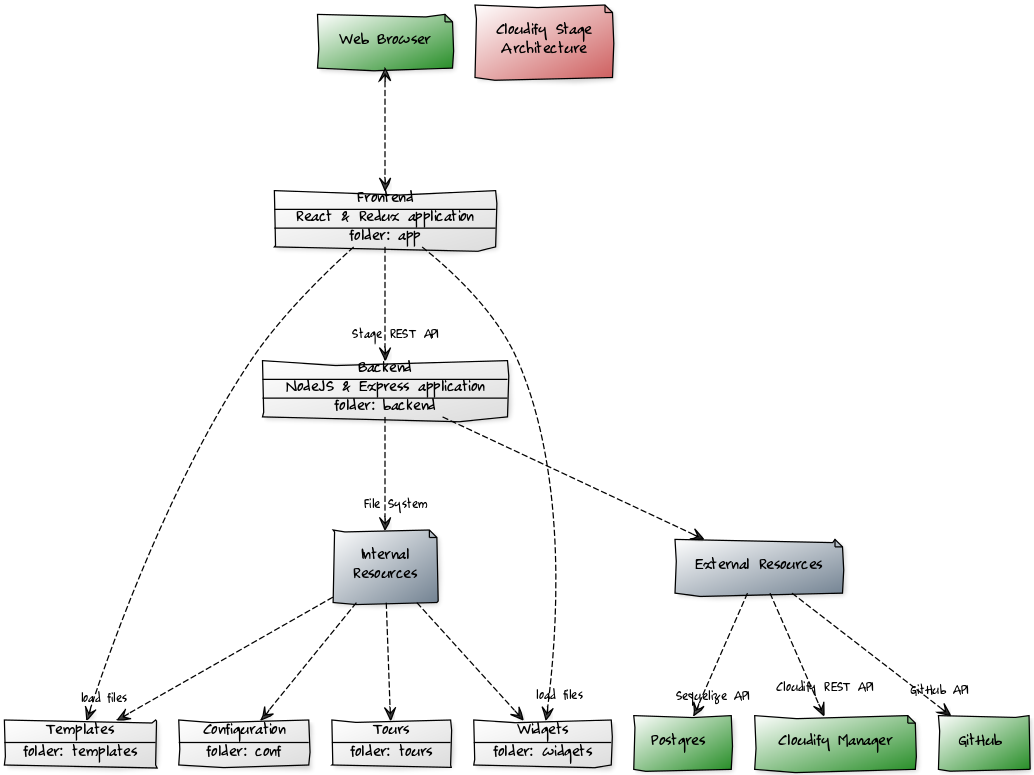 Web Browser
Cloudify Stage
Architecture
Frontend
React & Redux application
folder: app
Stage REST API
Backend
NodeJS & Express application
folder: backend
File System
Internal
Resources
External Resources
load files
load files
Sequelize API
Cloudify REST API
GitHub API
Templates
folder: templates
Configuration
folder: conf
Tours
folder: tours
Widgets
folder: widgets
Postgres
Cloudify Manager
GitHub